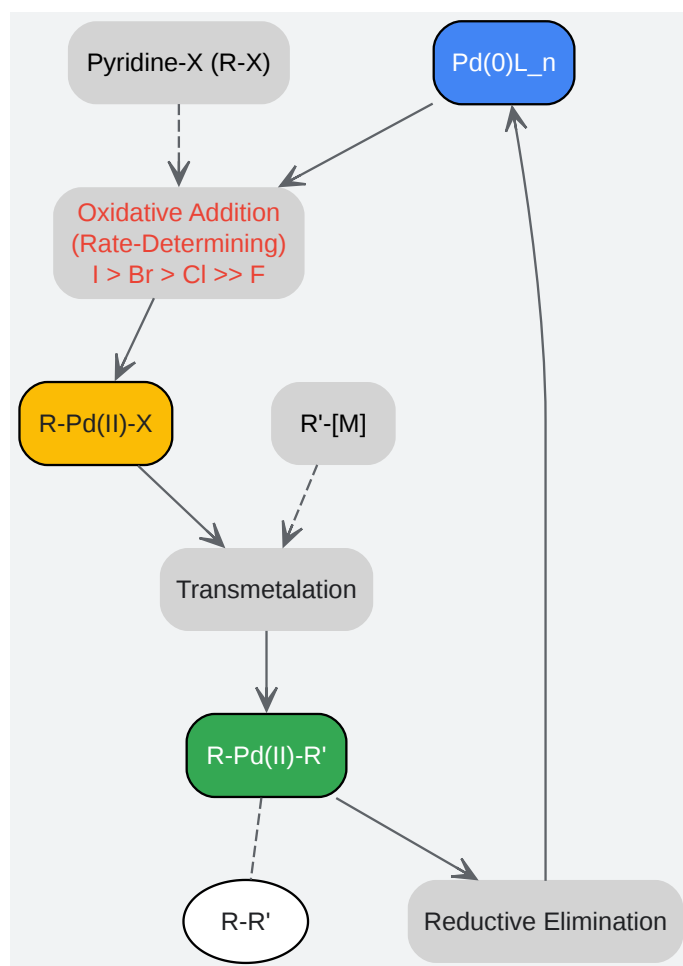 Pyridine-X (R-X)
Pd(0)L_n
Oxidative Addition
(Rate-Determining)
I > Br > Cl >> F
R-Pd(II)-X
R'-[M]
Transmetalation
R-Pd(II)-R'
R-R'
Reductive Elimination